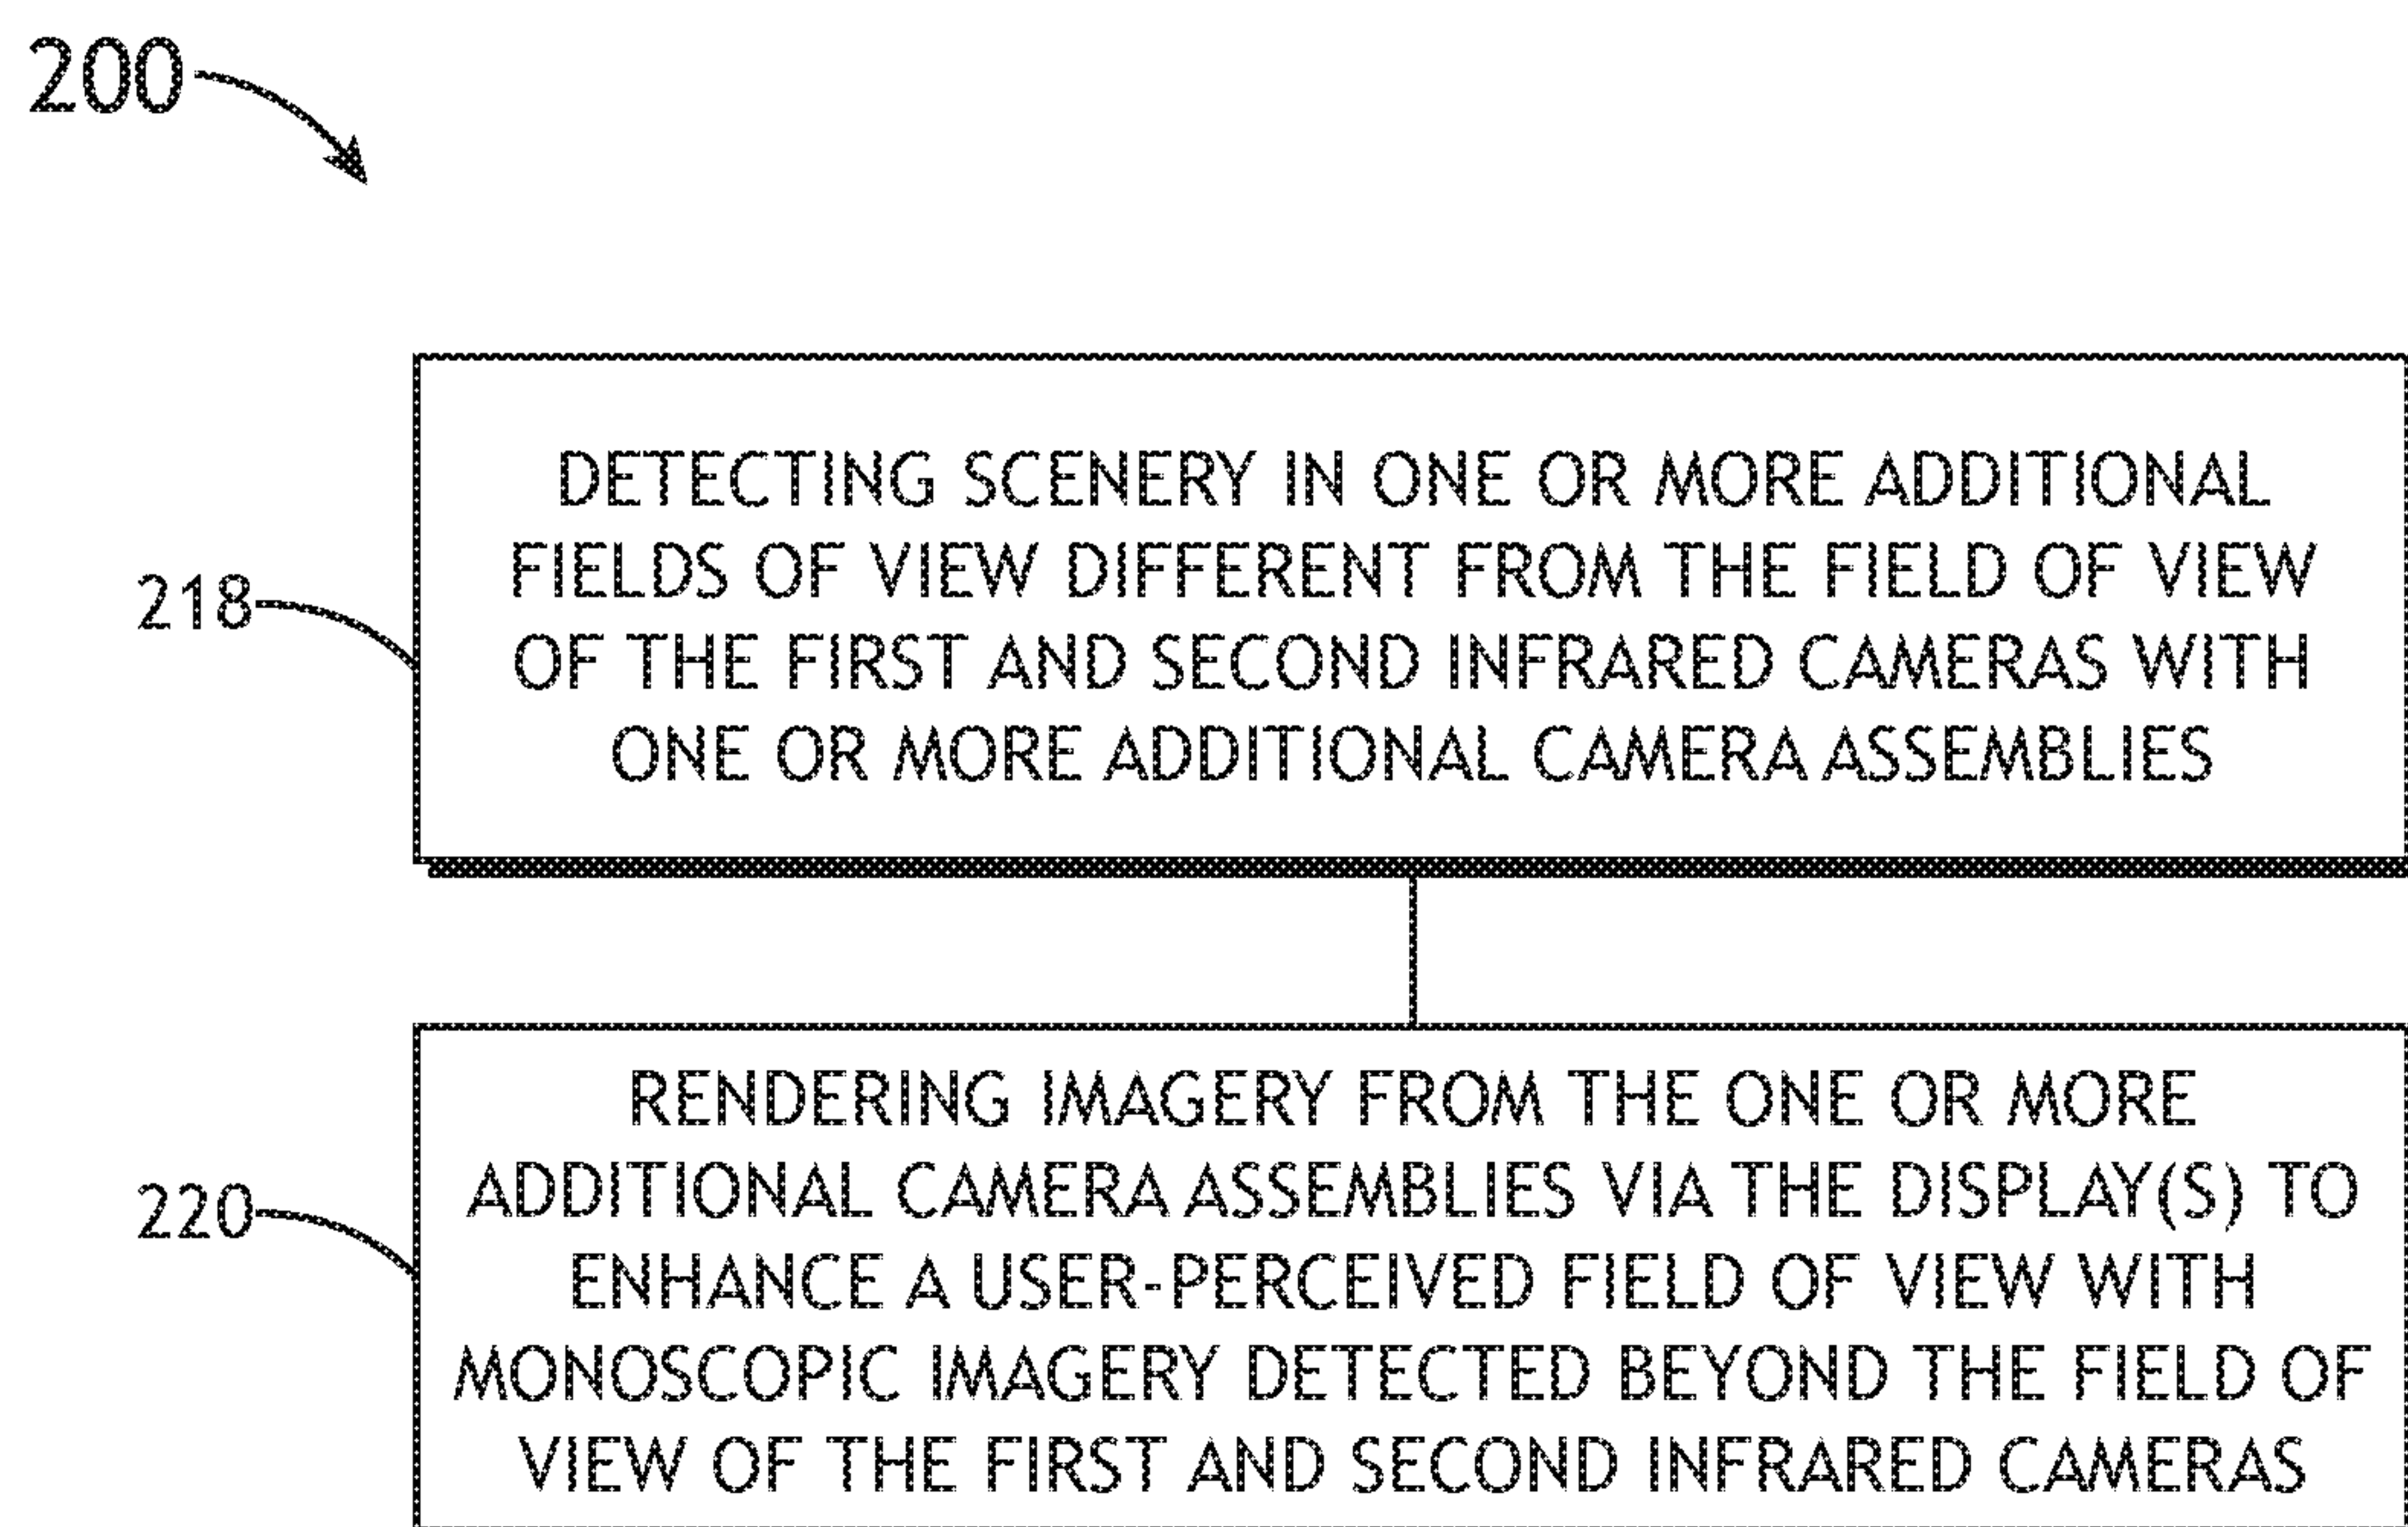 200
DETECTING SCENERY IN ONE OR MORE ADDITIONAL
FIELDS OF VIEW DIFFERENT FROM THE FIELD OF VIEW
218
OF THE FIRST AND SECOND INFRARED CAMERAS WITH
ONE OR MORE ADDITIONAL CAMERA ASSEMBLIES
RENDERING IMAGERY FROM THE ONE OR MORE
ADDITIONAL CAMERA ASSEMBLIES VIA THE DISPLAY(S) TO
220
ENHANCE A USER-PERCEIVED FIELD OF VIEW WITH
MONOSCOPIC IMAGERY DETECTED BEYOND THE FIELD OF
VIEW OF THE FIRST AND SECOND INFRARED CAMERAS